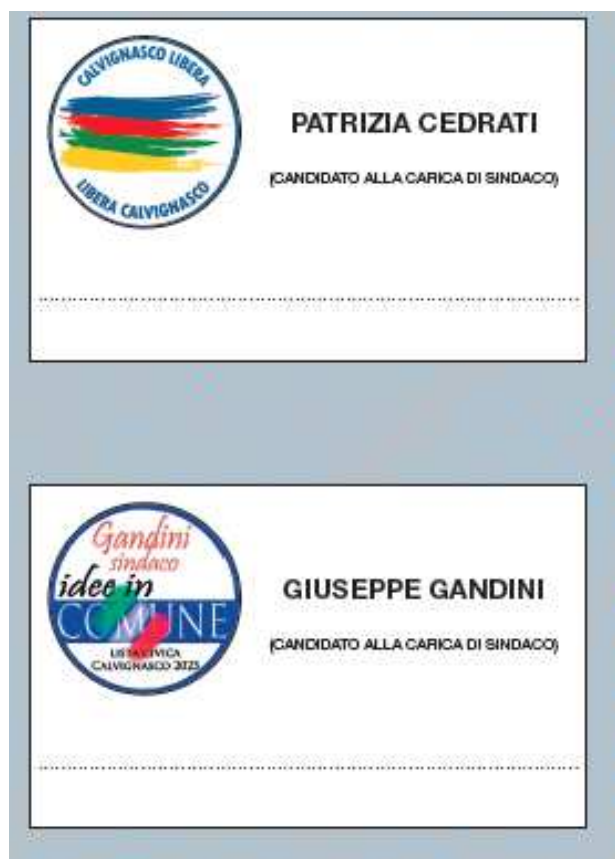 CALVIGNASCO LIBERA
LIBERA CALVIGNASCO
PATRIZIA CEDRATI
(CANDIDATO ALLA CARICA DI SINDACO)
Gandini
sindaco
idee in
COMUNE
LISTA CIVICA
CALVIGNASCO 2025
GIUSEPPE GANDINI
(CANDIDATO ALLA CARICA DI SINDACO)